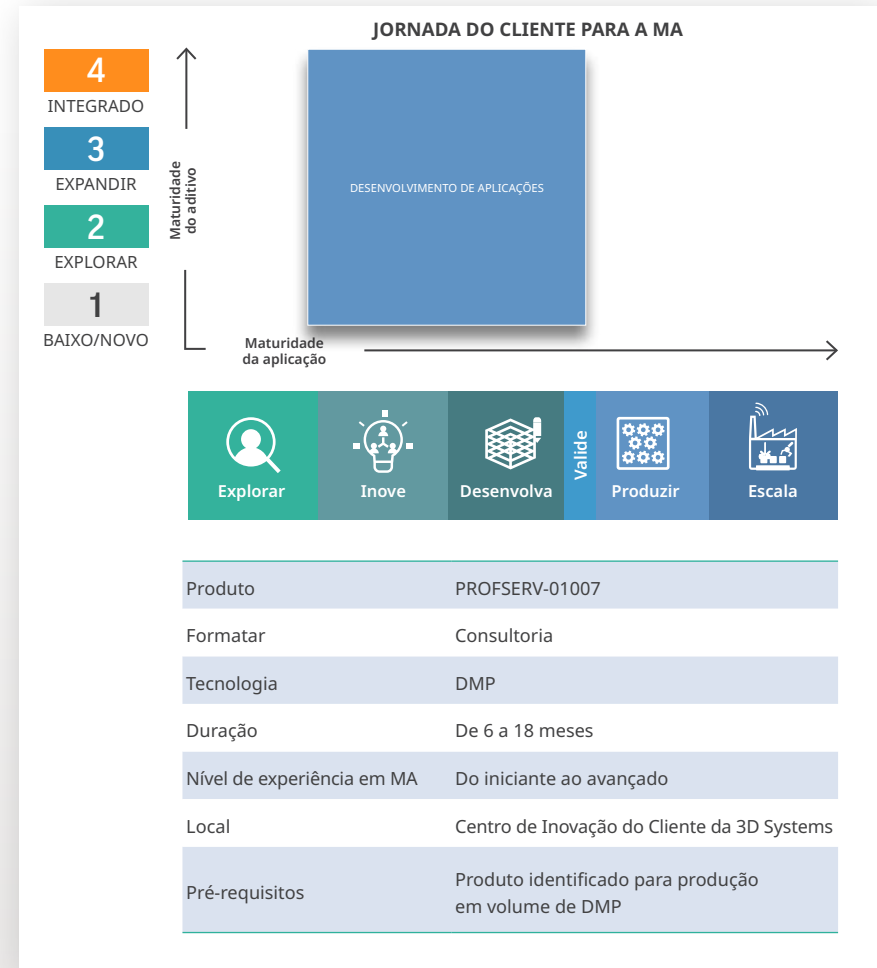 JORNADA DO CLIENTE PARA A MA
4
INTEGRADO
3
EXPANDIR
2
EXPLORAR
1
BAIXO/NOVO
Maturidade
do aditivo
DESENVOLVIMENTO DE APLICAÇÕES
Maturidade
da aplicação
Explorar
Inove
Desenvolva
Valide
Produzir
Escala
Produto PROFSERV-01007
Formatar Consultoria
Tecnologia DMP
Duração De 6 a 18 meses
Nível de experiência em MA Do iniciante ao avançado
Local Centro de Inovação do Cliente da 3D Systems
Pré-requisitos Produto identificado para produção
em volume de DMP